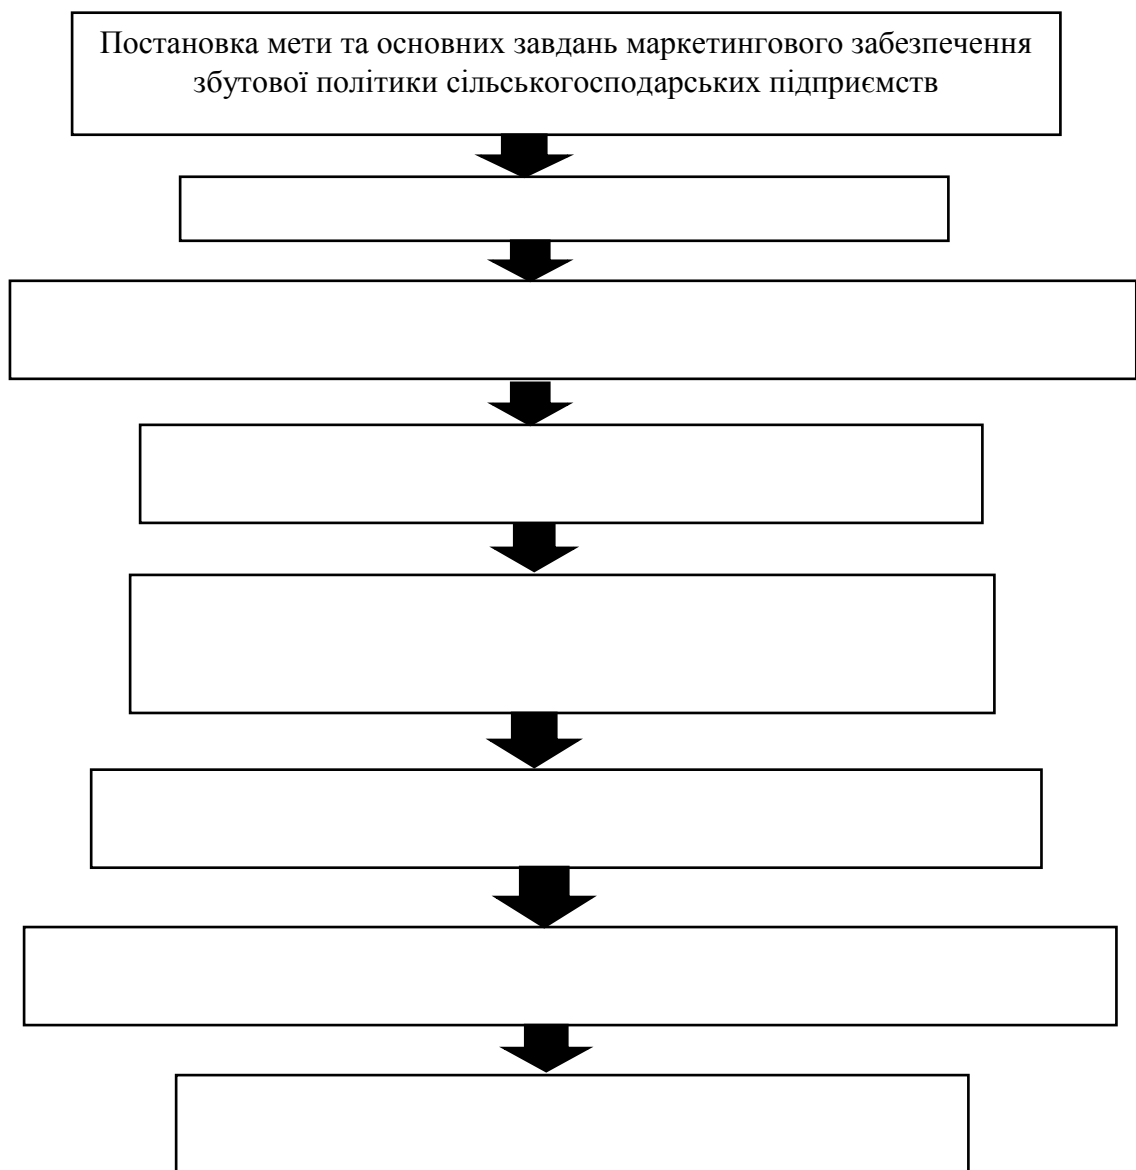 Постановка мети та основних завдань маркетингового забезпечення
збутової політики сільськогосподарських підприємств